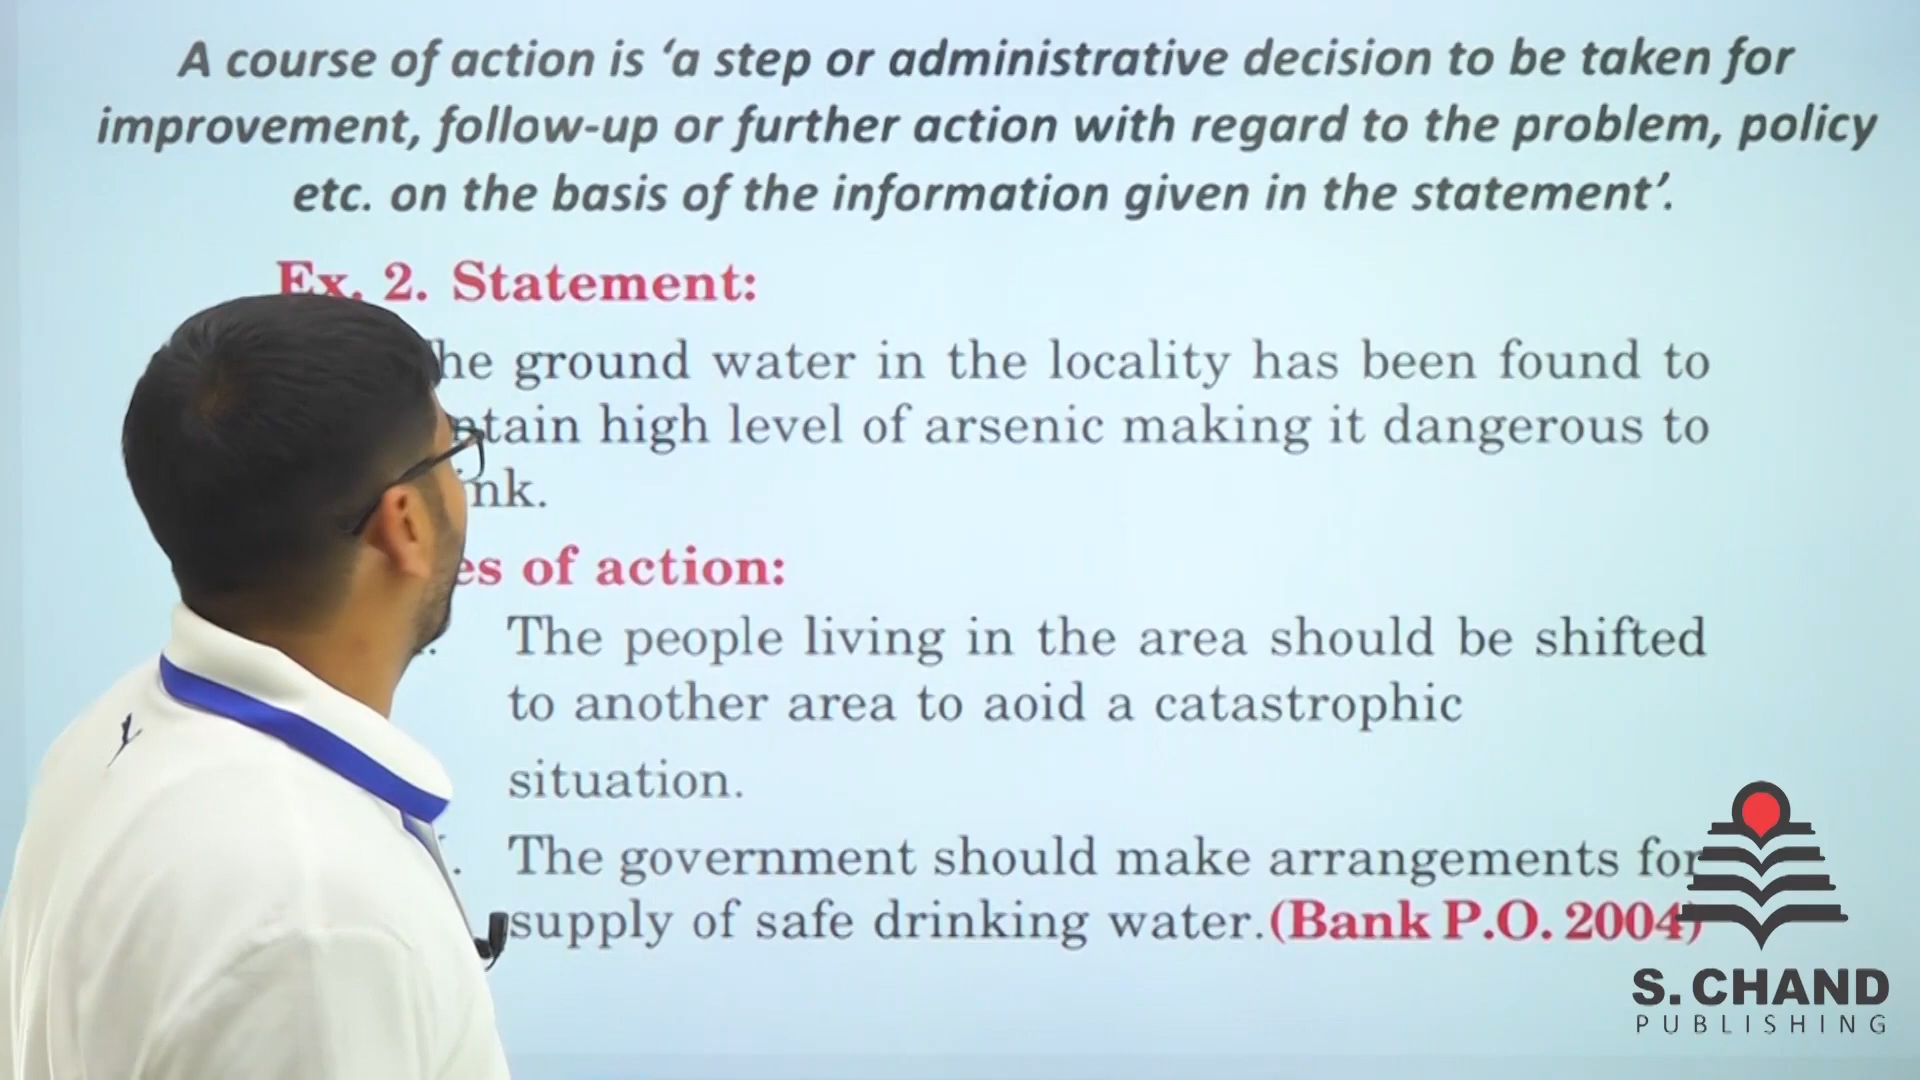 A course of action is ‘a step or administrative decision to be taken for
improvement, follow-up or further action with regard to the problem, policy
etc. on the basis of the information given in the statement’.
Ex. 2. Statement:
ground water in the locality has been found to
high level of arsenic making it dangerous to
of action:
The people living in the area should be shifted
to another area to aoid a catastrophic
situation.
The government should make arrangements for
supply of safe drinking water. (Bank P.O. 2004)
S. CHAND
PUBLISHING